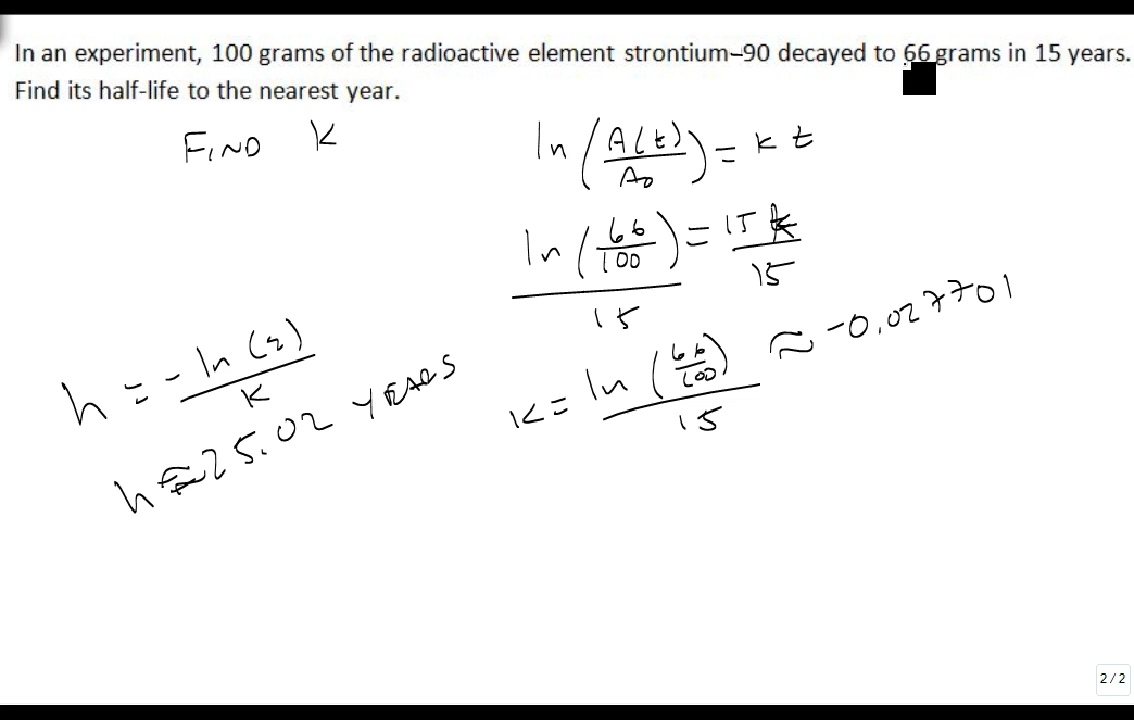 In an experiment, 100 grams of the radioactive element strontium–90 decayed to 66 grams in 15 years.
Find its half-life to the nearest year.
FIND K
ln(A(t)/A₀) = kt
ln(66/100)/15 = 15k/15
k = ln(66/100)/15 ≈ -0.027701
h = -ln(2)/k
h ≈ 25.02 YEARS
2/2